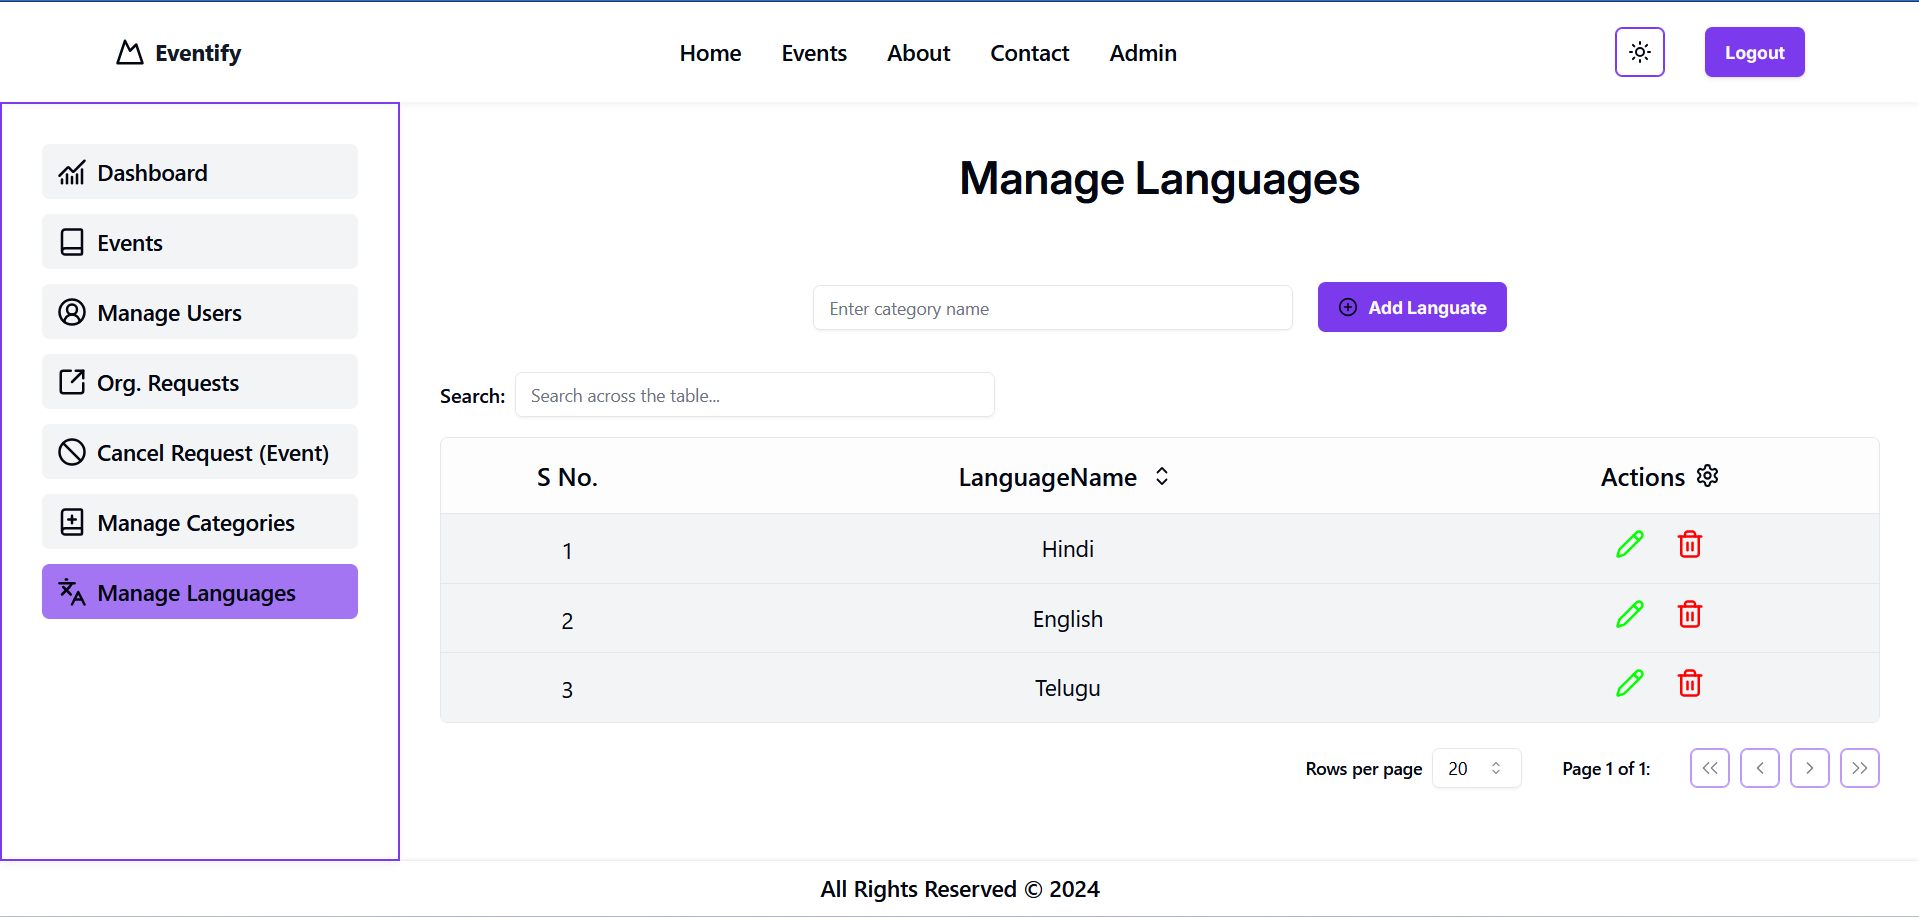 Eventify
Home Events About Contact Admin
Logout
Dashboard
Events
Manage Users
Org. Requests
Cancel Request (Event)
Manage Categories
Manage Languages
Manage Languages
Enter category name
Add Languate
Search: Search across the table...
S No. LanguageName Actions
1 Hindi
2 English
3 Telugu
Rows per page 20 Page 1 of 1:
All Rights Reserved © 2024